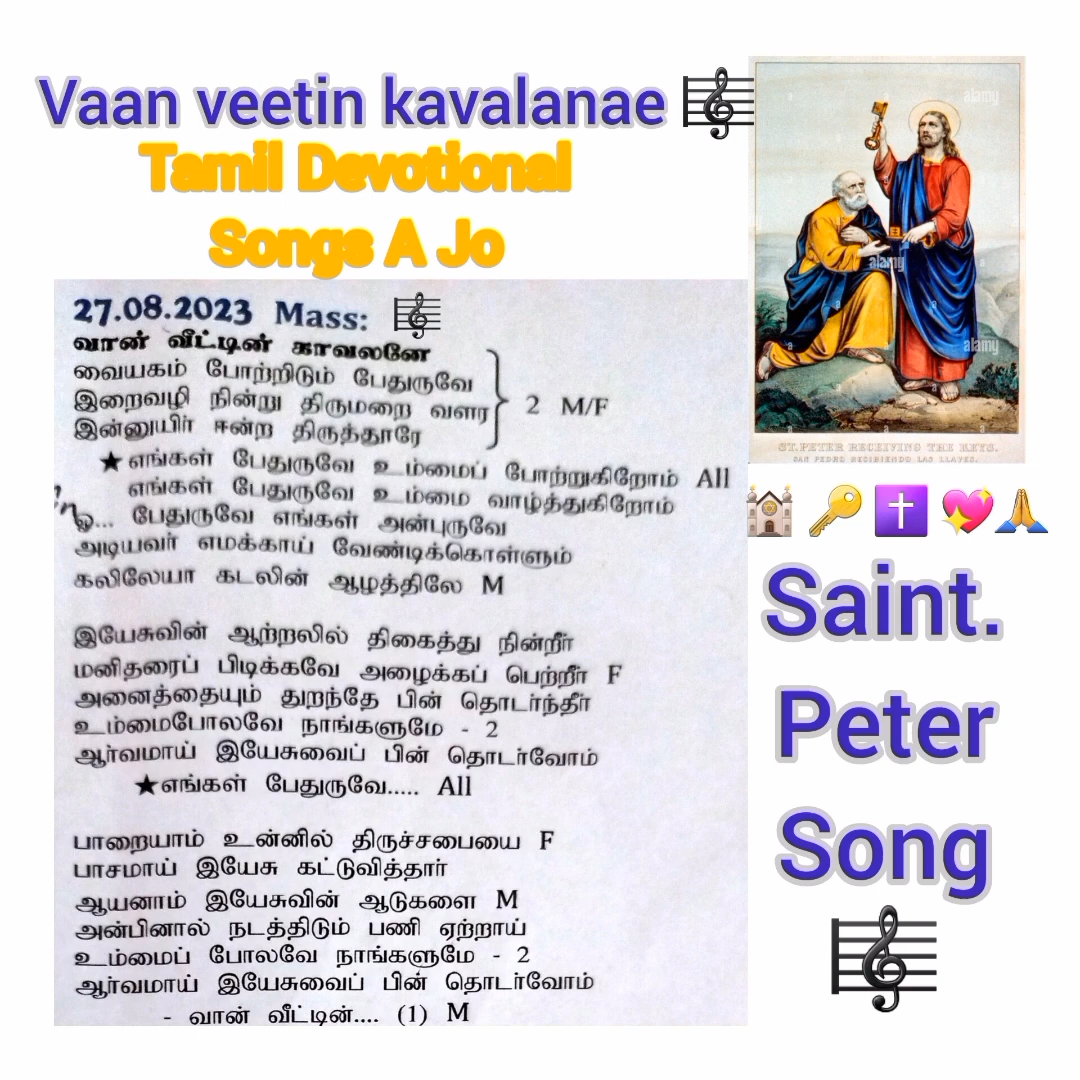 Vaan veetin kavalanae
Tamil Devotional
Songs A Jo
27.08.2023 Mass:
வான் வீட்டின் காவலனே
வையகம் போற்றிடும் பேதுருவே
இறைவழி நின்று திருமறை வளர
இன்னுயிர் ஈன்ற திருத்தூரே
2 M/F
★எங்கள் பேதுருவே உம்மைப் போற்றுகிறோம் All
எங்கள் பேதுருவே உம்மை வாழ்த்துகிறோம்
ஓ... பேதுருவே எங்கள் அன்புருவே
அடியவர் எமக்காய் வேண்டிக்கொள்ளும்
கலிலேயா கடலின் ஆழத்திலே M
இயேசுவின் ஆற்றலில் திகைத்து நின்றீர்
மனிதரைப் பிடிக்கவே அழைக்கப் பெற்றீர் F
அனைத்தையும் துறந்தே பின் தொடர்ந்தீர்
உம்மைபோலவே நாங்களுமே - 2
ஆர்வமாய் இயேசுவைப் பின் தொடர்வோம்
★எங்கள் பேதுருவே..... All
பாறையாம் உன்னில் திருச்சபையை F
பாசமாய் இயேசு கட்டுவித்தார்
ஆயனாம் இயேசுவின் ஆடுகளை M
அன்பினால் நடத்திடும் பணி ஏற்றாய்
உம்மைப் போலவே நாங்களுமே - 2
ஆர்வமாய் இயேசுவைப் பின் தொடர்வோம்
- வான் வீட்டின்.... (1) M
alamy
alamy
alamy
ST. PETER RECEIVING THE KEYS.
SAN PEDRO RECIBIENDO LAS LLAVES.
Saint.
Peter
Song